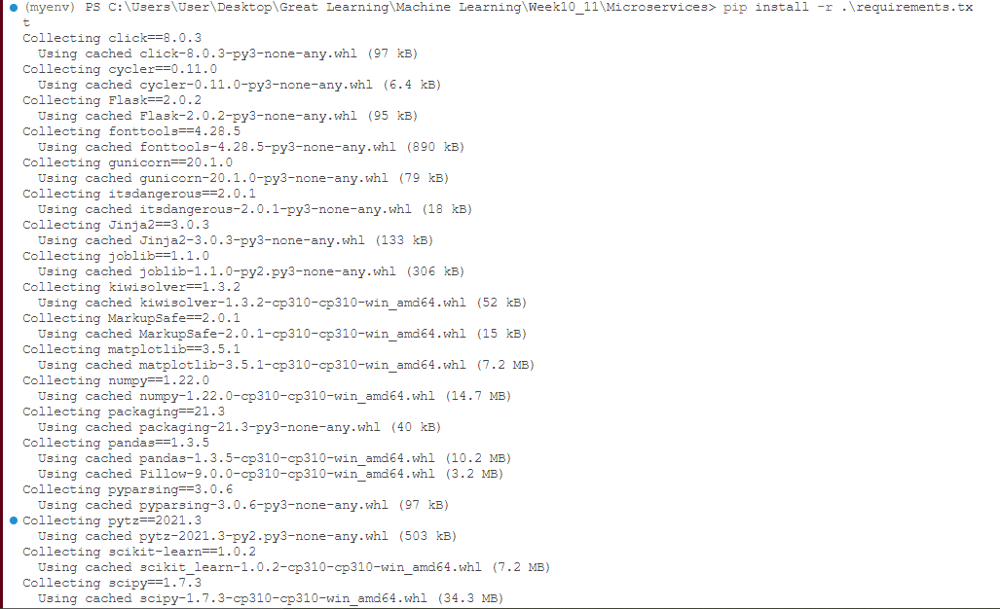 (myenv) PS C:\Users\User\Desktop\Great Learning\Machine Learning\Week10_11\Microservices> pip install -r .\requirements.tx
t
Collecting click==8.0.3
Using cached click-8.0.3-py3-none-any.whl (97 kB)
Collecting cycler==0.11.0
Using cached cycler-0.11.0-py3-none-any.whl (6.4 kB)
Collecting Flask==2.0.2
Using cached Flask-2.0.2-py3-none-any.whl (95 kB)
Collecting fonttools==4.28.5
Using cached fonttools-4.28.5-py3-none-any.whl (890 kB)
Collecting gunicorn==20.1.0
Using cached gunicorn-20.1.0-py3-none-any.whl (79 kB)
Collecting itsdangerous==2.0.1
Using cached itsdangerous-2.0.1-py3-none-any.whl (18 kB)
Collecting Jinja2==3.0.3
Using cached Jinja2-3.0.3-py3-none-any.whl (133 kB)
Collecting joblib==1.1.0
Using cached joblib-1.1.0-py2.py3-none-any.whl (306 kB)
Collecting kiwisolver==1.3.2
Using cached kiwisolver-1.3.2-cp310-cp310-win_amd64.whl (52 kB)
Collecting MarkupSafe==2.0.1
Using cached MarkupSafe-2.0.1-cp310-cp310-win_amd64.whl (15 kB)
Collecting matplotlib==3.5.1
Using cached matplotlib-3.5.1-cp310-cp310-win_amd64.whl (7.2 MB)
Collecting numpy==1.22.0
Using cached numpy-1.22.0-cp310-cp310-win_amd64.whl (14.7 MB)
Collecting packaging==21.3
Using cached packaging-21.3-py3-none-any.whl (40 kB)
Collecting pandas==1.3.5
Using cached pandas-1.3.5-cp310-cp310-win_amd64.whl (10.2 MB)
Using cached Pillow-9.0.0-cp310-cp310-win_amd64.whl (3.2 MB)
Collecting pyparsing==3.0.6
Using cached pyparsing-3.0.6-py3-none-any.whl (97 kB)
Collecting pytz==2021.3
Using cached pytz-2021.3-py2.py3-none-any.whl (503 kB)
Collecting scikit-learn==1.0.2
Using cached scikit_learn-1.0.2-cp310-cp310-win_amd64.whl (7.2 MB)
Collecting scipy==1.7.3
Using cached scipy-1.7.3-cp310-cp310-win_amd64.whl (34.3 MB)